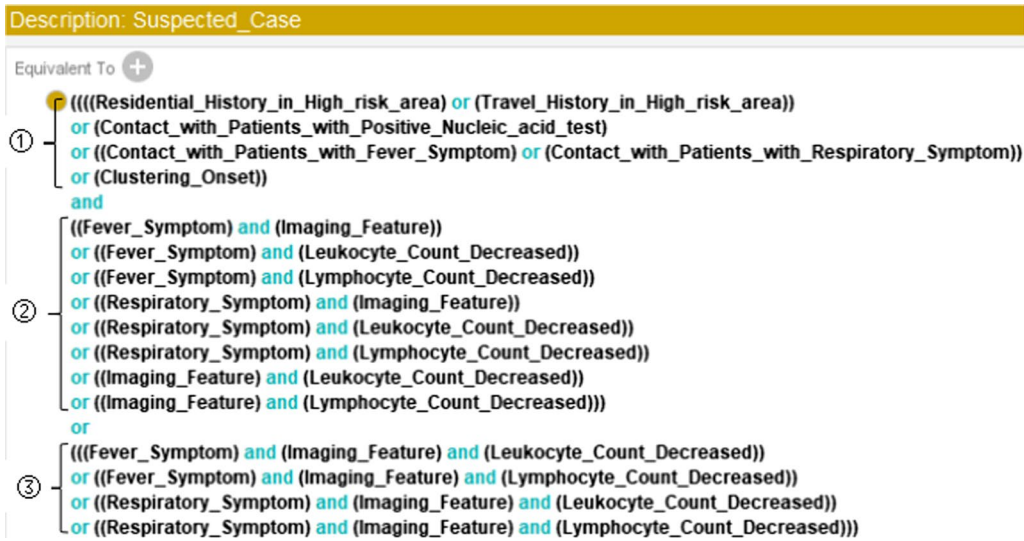 Description: Suspected_Case
Equivalent To +
((((Residential_History_in_High_risk_area) or (Travel_History_in_High_risk_area))
① or (Contact_with_Patients_with_Positive_Nucleic_acid_test)
or ((Contact_with_Patients_with_Fever_Symptom) or (Contact_with_Patients_with_Respiratory_Symptom))
or (Clustering_Onset))
and
((Fever_Symptom) and (Imaging_Feature))
or ((Fever_Symptom) and (Leukocyte_Count_Decreased))
or ((Fever_Symptom) and (Lymphocyte_Count_Decreased))
② or ((Respiratory_Symptom) and (Imaging_Feature))
or ((Respiratory_Symptom) and (Leukocyte_Count_Decreased))
or ((Respiratory_Symptom) and (Lymphocyte_Count_Decreased))
or ((Imaging_Feature) and (Leukocyte_Count_Decreased))
or ((Imaging_Feature) and (Lymphocyte_Count_Decreased)))
or
(((Fever_Symptom) and (Imaging_Feature) and (Leukocyte_Count_Decreased))
③ or ((Fever_Symptom) and (Imaging_Feature) and (Lymphocyte_Count_Decreased))
or ((Respiratory_Symptom) and (Imaging_Feature) and (Leukocyte_Count_Decreased))
or ((Respiratory_Symptom) and (Imaging_Feature) and (Lymphocyte_Count_Decreased)))